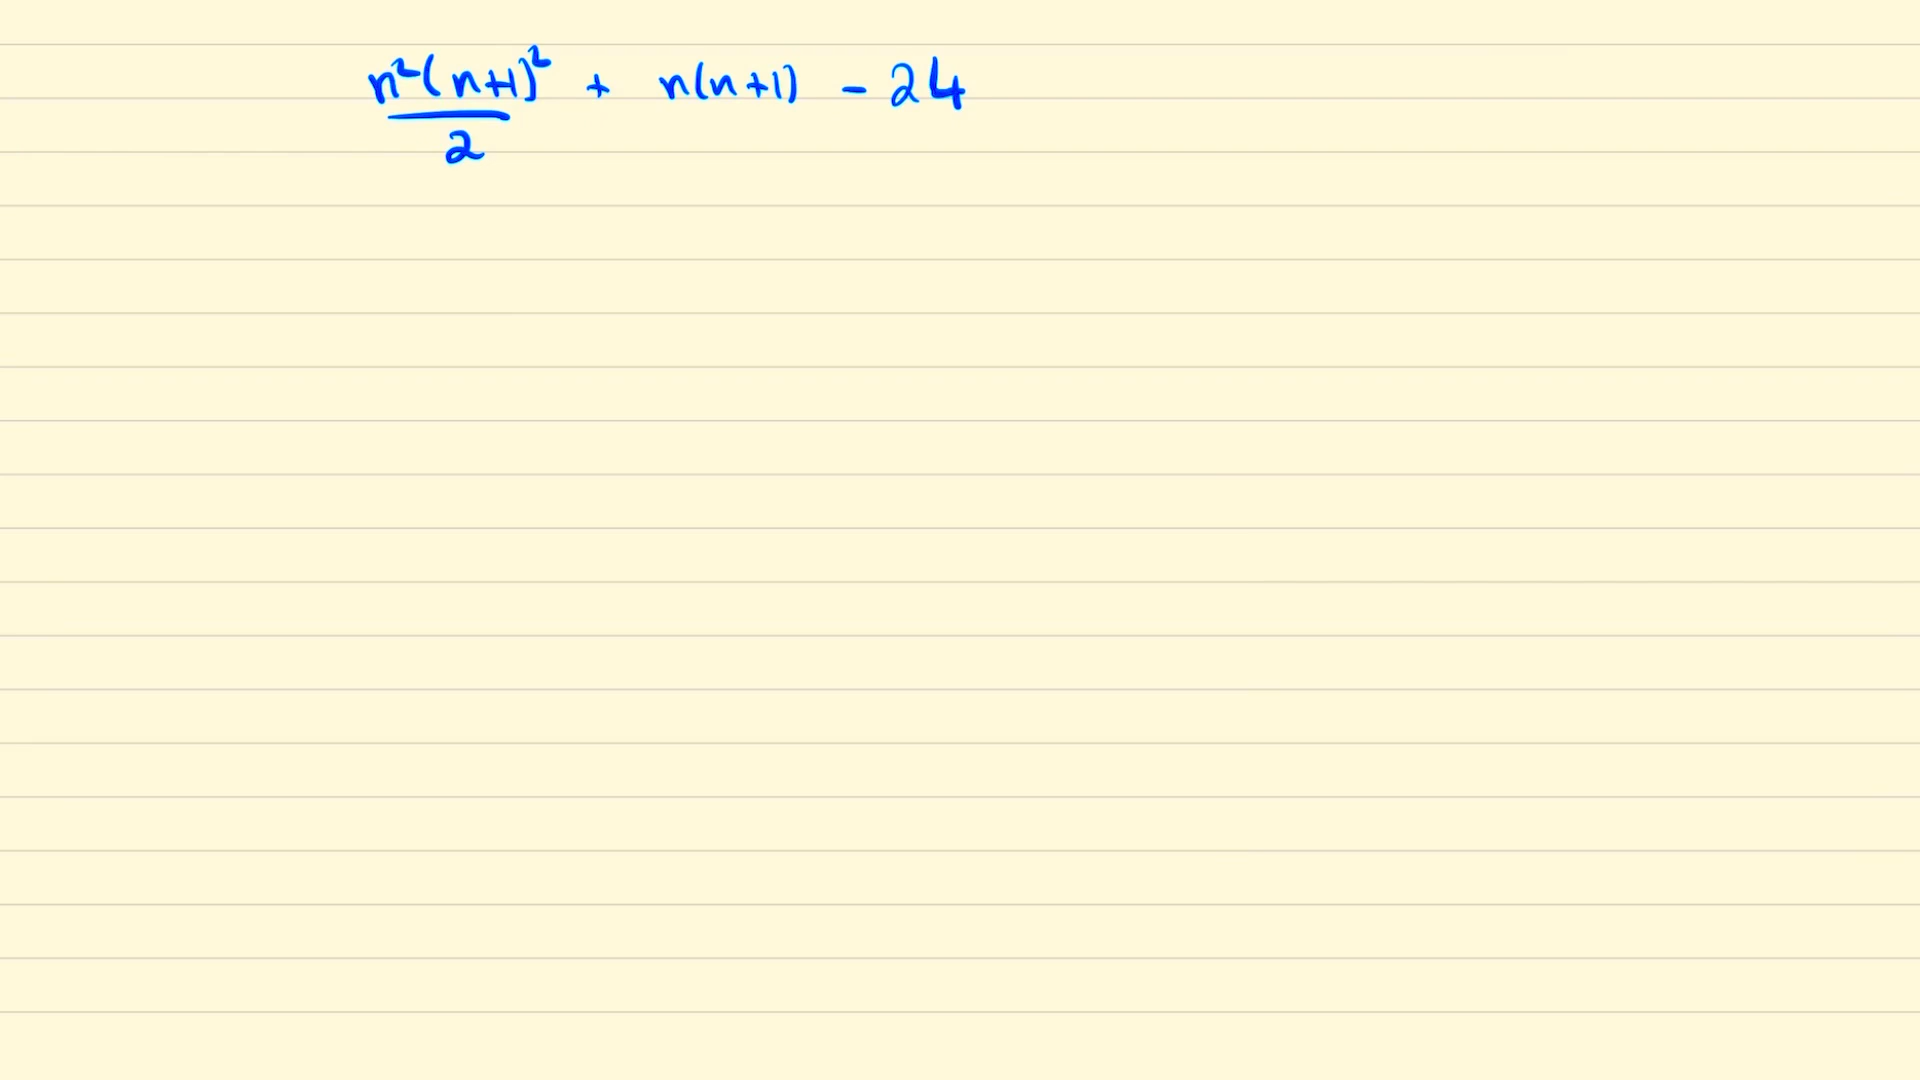 n²(n+1)²/2 + n(n+1) - 24